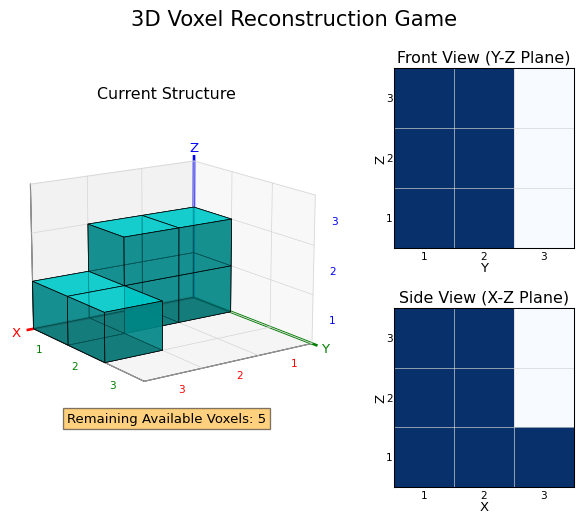 3D Voxel Reconstruction Game
Current Structure
Z
3
2
1
X
1
2
3
3
2
1
Y
Remaining Available Voxels: 5
Front View (Y-Z Plane)
3
2
1
Z
1 2 3
Y
Side View (X-Z Plane)
3
2
1
Z
1 2 3
X